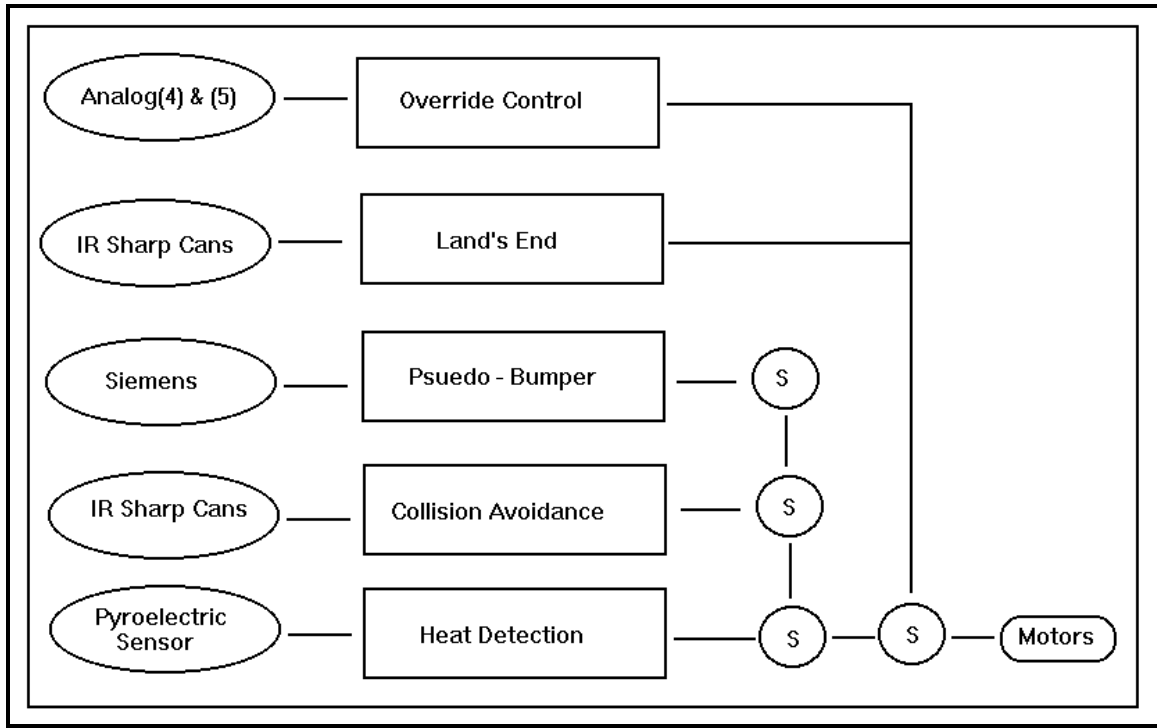 Analog(4) & (5)
Override Control
IR Sharp Cans
Land's End
Siemens
Psuedo - Bumper
S
IR Sharp Cans
Collision Avoidance
S
Pyroelectric
Sensor
Heat Detection
S
S
Motors